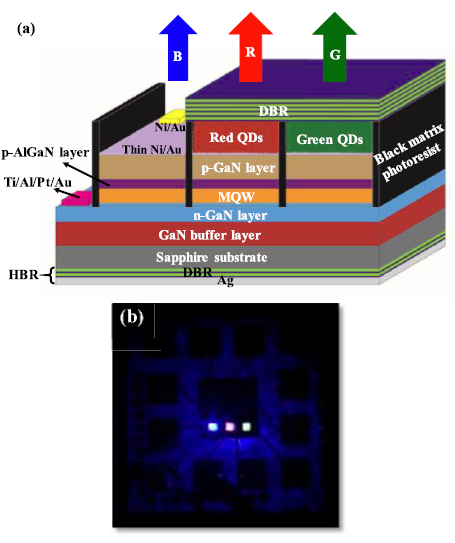 (a)
B
R
G
DBR
Ni/Au
Thin Ni/Au
Red QDs
Green QDs
Black matrix
photoresist
p-AlGaN layer
p-GaN layer
Ti/Al/Pt/Au
MQW
n-GaN layer
GaN buffer layer
Sapphire substrate
HBR
DBR
Ag
(b)